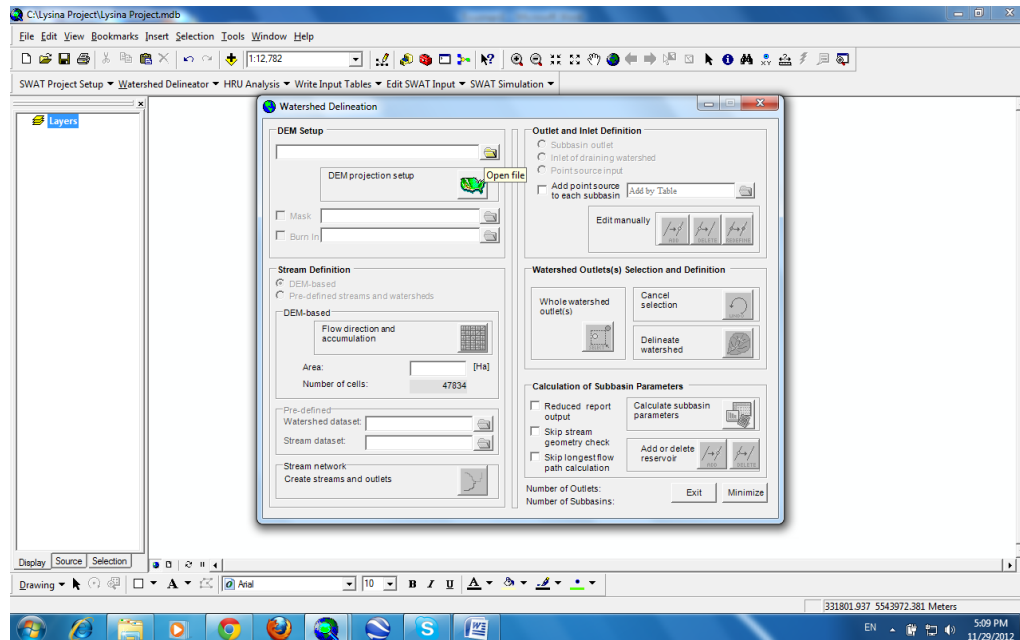 C:\Lysina Project\Lysina Project.mdb
File Edit View Bookmarks Insert Selection Tools Window Help
1:12,782
SWAT Project Setup Watershed Delineator HRU Analysis Write Input Tables Edit SWAT Input SWAT Simulation
Layers
Watershed Delineation
DEM Setup
Open file
DEM projection setup
Mask
Burn In
Stream Definition
DEM-based
Pre-defined streams and watersheds
DEM-based
Flow direction and
accumulation
Area: [Ha]
Number of cells: 47834
Pre-defined
Watershed dataset:
Stream dataset:
Stream network
Create streams and outlets
Outlet and Inlet Definition
Subbasin outlet
Inlet of draining watershed
Point source input
Add point source
to each subbasin
Add by Table
Edit manually
ADD DELETE REDEFINE
Watershed Outlets(s) Selection and Definition
Whole watershed
outlet(s)
Cancel
selection
Delineate
watershed
Calculation of Subbasin Parameters
Reduced report
output
Skip stream
geometry check
Skip longest flow
path calculation
Calculate subbasin
parameters
Add or delete
reservoir
ADD DELETE
Number of Outlets:
Number of Subbasins:
Exit Minimize
Display Source Selection
Drawing A Arial 10 B I U A
331801.937 5543972.381 Meters
EN 5:09 PM
11/29/2012